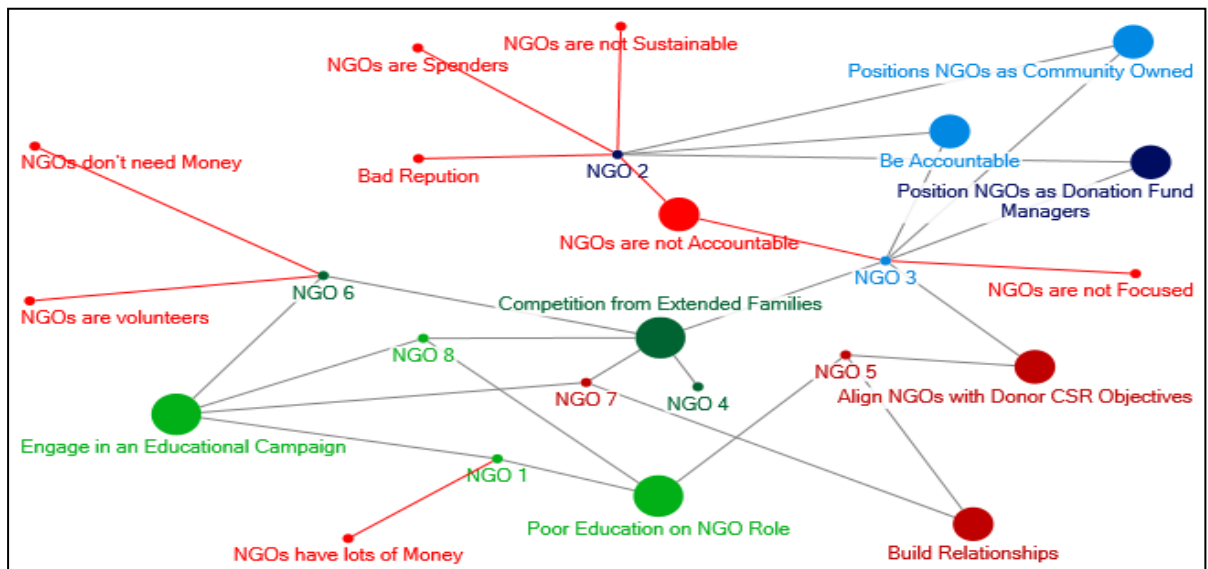 NGOs are not Sustainable
NGOs are Spenders
Positions NGOs as Community Owned
NGOs don't need Money
Bad Repution
NGO 2
Be Accountable
Position NGOs as Donation Fund
Managers
NGOs are not Accountable
NGO 3
NGOs are not Focused
NGO 6
Competition from Extended Families
NGOs are volunteers
NGO 8
NGO 5
NGO 7
NGO 4
Align NGOs with Donor CSR Objectives
Engage in an Educational Campaign
NGO 1
Poor Education on NGO Role
NGOs have lots of Money
Build Relationships